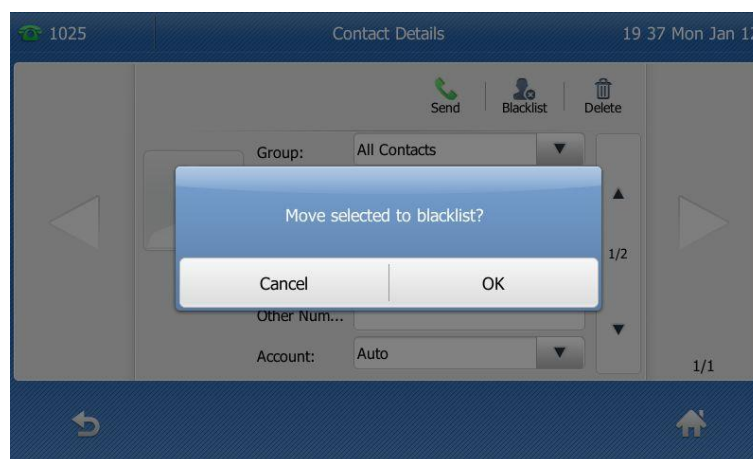 1025 Contact Details 19 37 Mon Jan 12
Send Blacklist Delete
Group: All Contacts
Move selected to blacklist?
1/2
Cancel OK
Other Num...
Account: Auto
1/1